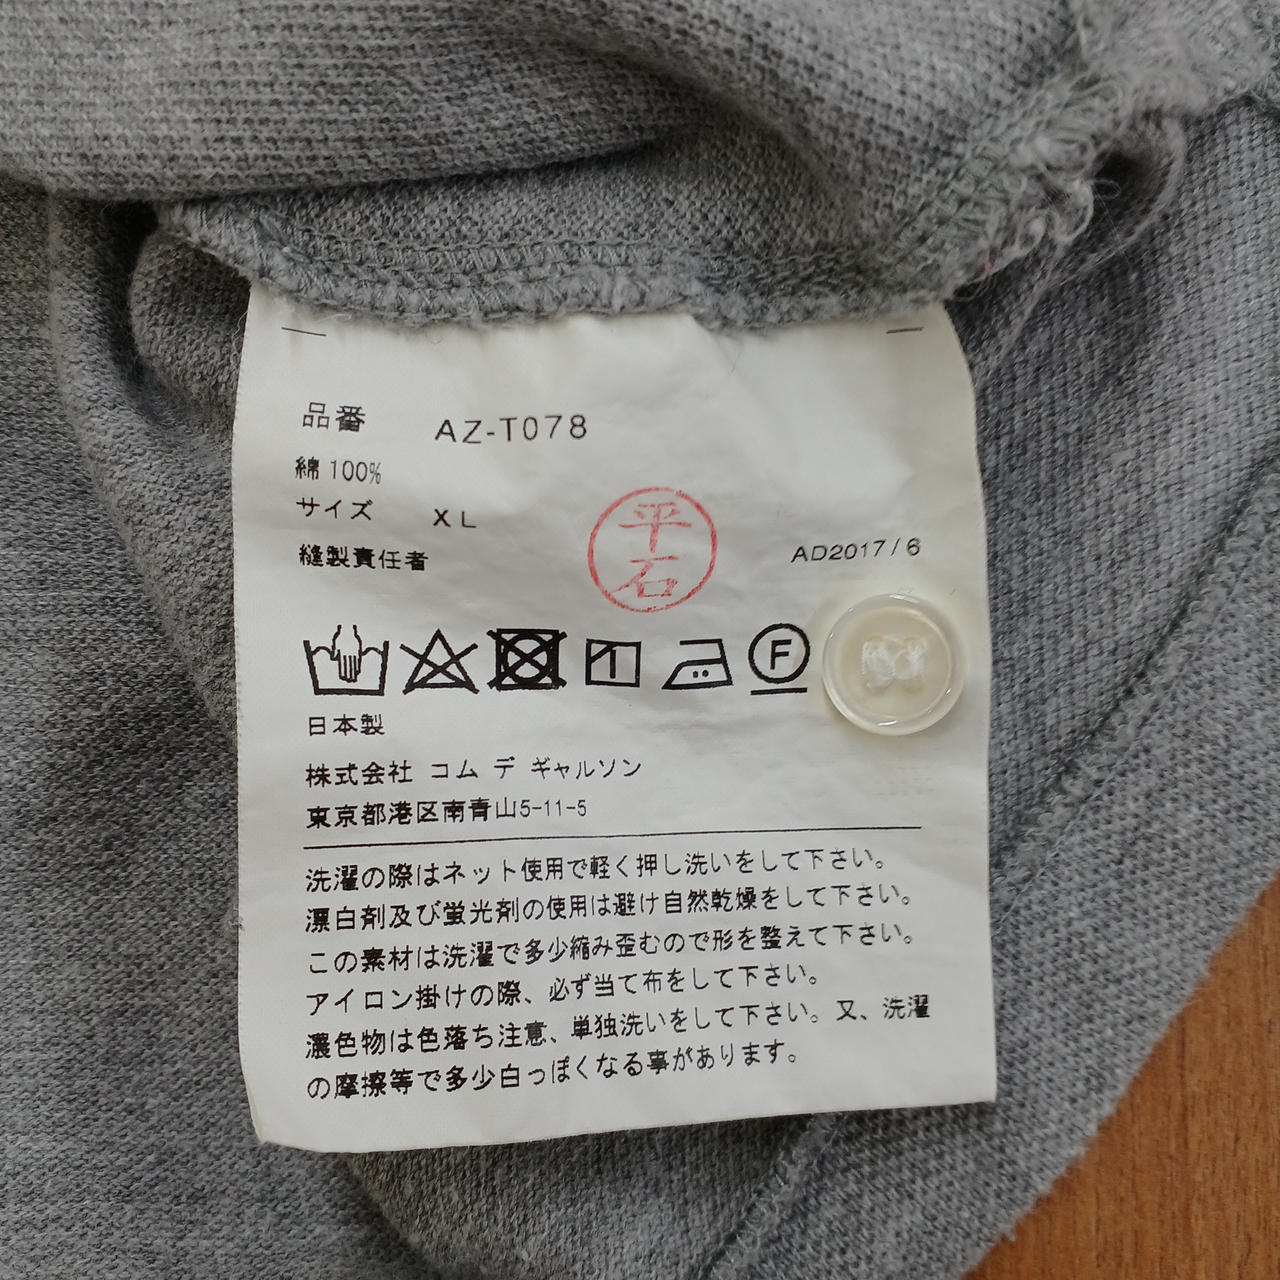 品番 AZ-T078
綿 100%
サイズ XL
縫製責任者 平石 AD2017/6
F
日本製
株式会社 コム デ ギャルソン
東京都港区南青山5-11-5
洗濯の際はネット使用で軽く押し洗いをして下さい。
漂白剤及び蛍光剤の使用は避け自然乾燥をして下さい。
この素材は洗濯で多少縮み歪むので形を整えて下さい。
アイロン掛けの際、必ず当て布をして下さい。
濃色物は色落ち注意、単独洗いをして下さい。又、洗濯
の摩擦等で多少白っぽくなる事があります。